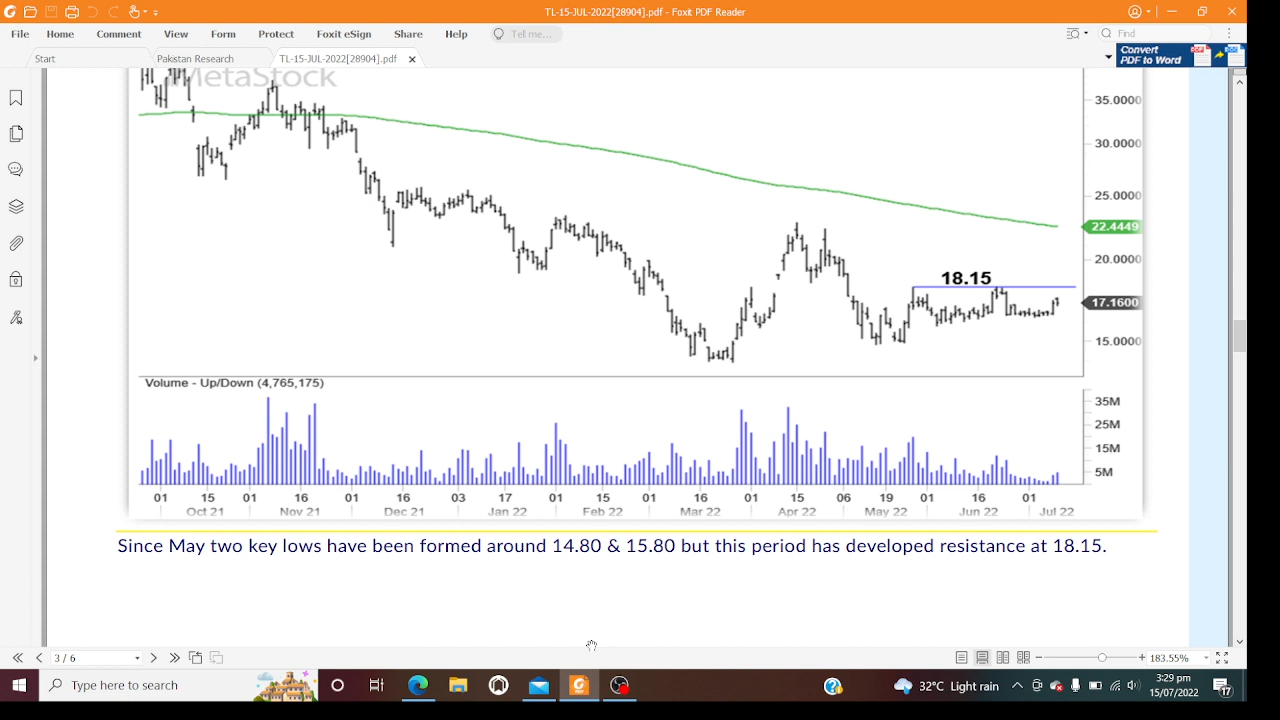 TL-15-JUL-2022[28904].pdf - Foxit PDF Reader
File Home Comment View Form Protect Foxit eSign Share Help Tell me... Find
Start Pakistan Research TL-15-JUL-2022[28904].pdf
Convert
PDF to Word
MetaStock
35.0000
30.0000
25.0000
22.4449
20.0000
18.15
17.1600
15.0000
Volume - Up/Down (4,765,175)
35M
25M
15M
5M
01 15 01 16 01 16 03 17 01 15 01 16 01 15 06 19 01 16 01
Oct 21 Nov 21 Dec 21 Jan 22 Feb 22 Mar 22 Apr 22 May 22 Jun 22 Jul 22
Since May two key lows have been formed around 14.80 & 15.80 but this period has developed resistance at 18.15.
3 / 6 183.55%
Type here to search
32°C Light rain
3:29 pm
15/07/2022
17